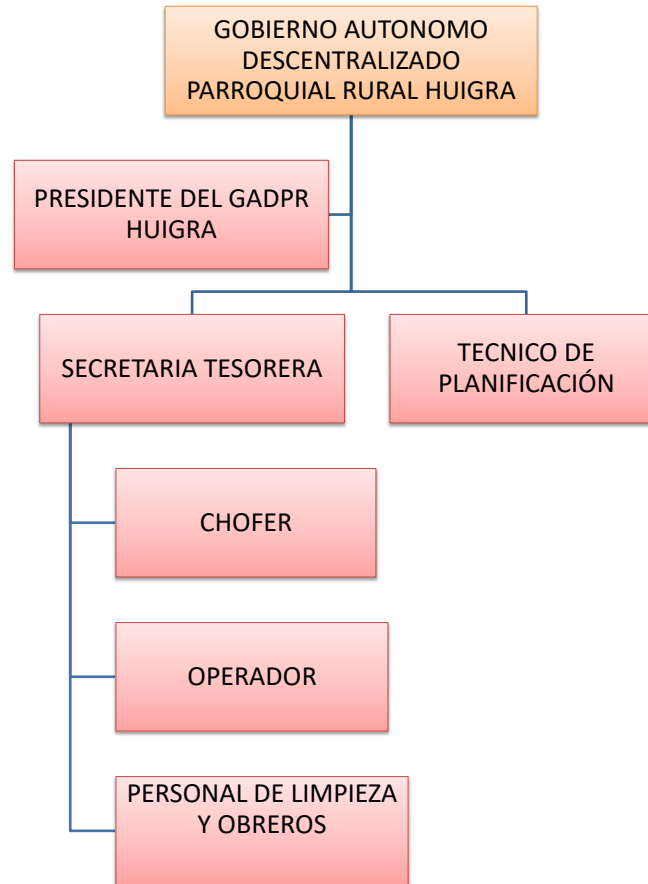 GOBIERNO AUTONOMO
DESCENTRALIZADO
PARROQUIAL RURAL HUIGRA
PRESIDENTE DEL GADPR
HUIGRA
SECRETARIA TESORERA
TECNICO DE
PLANIFICACIÓN
CHOFER
OPERADOR
PERSONAL DE LIMPIEZA
Y OBREROS